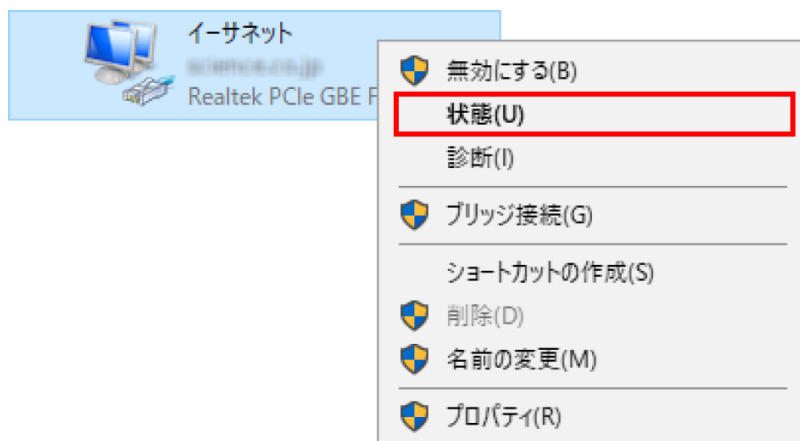 イーサネット
Realtek PCIe GBE F
無効にする(B)
状態(U)
診断(I)
ブリッジ接続(G)
ショートカットの作成(S)
削除(D)
名前の変更(M)
プロパティ(R)